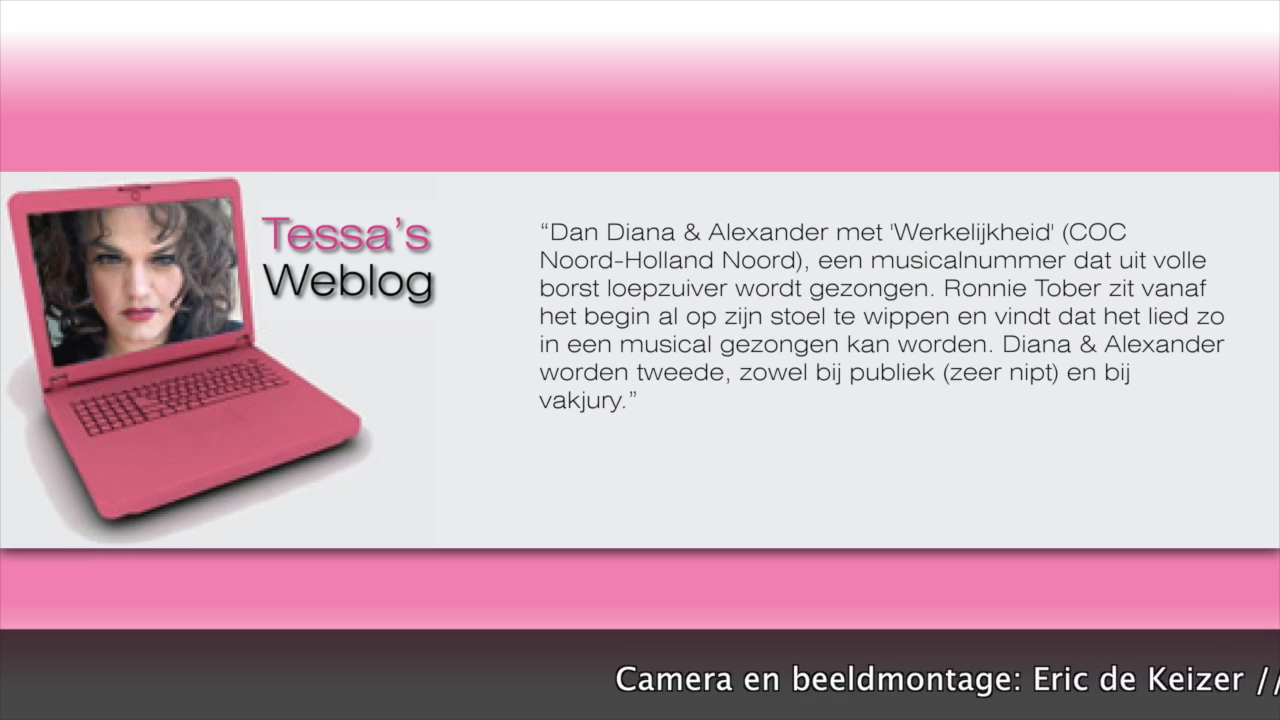 Tessa’s
Weblog
“Dan Diana & Alexander met 'Werkelijkheid' (COC
Noord-Holland Noord), een musicalnummer dat uit volle
borst loepzuiver wordt gezongen. Ronnie Tober zit vanaf
het begin al op zijn stoel te wippen en vindt dat het lied zo
in een musical gezongen kan worden. Diana & Alexander
worden tweede, zowel bij publiek (zeer nipt) en bij
vakjury.”
Camera en beeldmontage: Eric de Keizer //